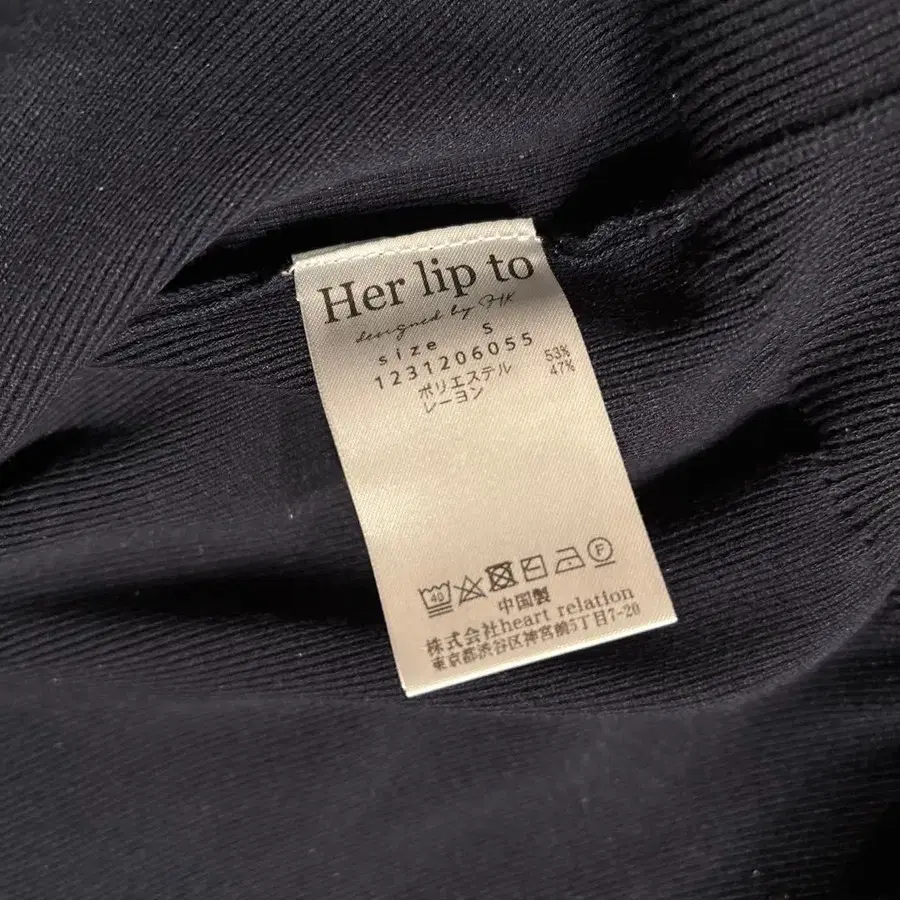 Her lip to
designed by HK
size S
1231206055
ポリエステル 53%
レーヨン 47%
40 F
中国製
株式会社heart relation
東京都渋谷区神宮前5丁目7-20